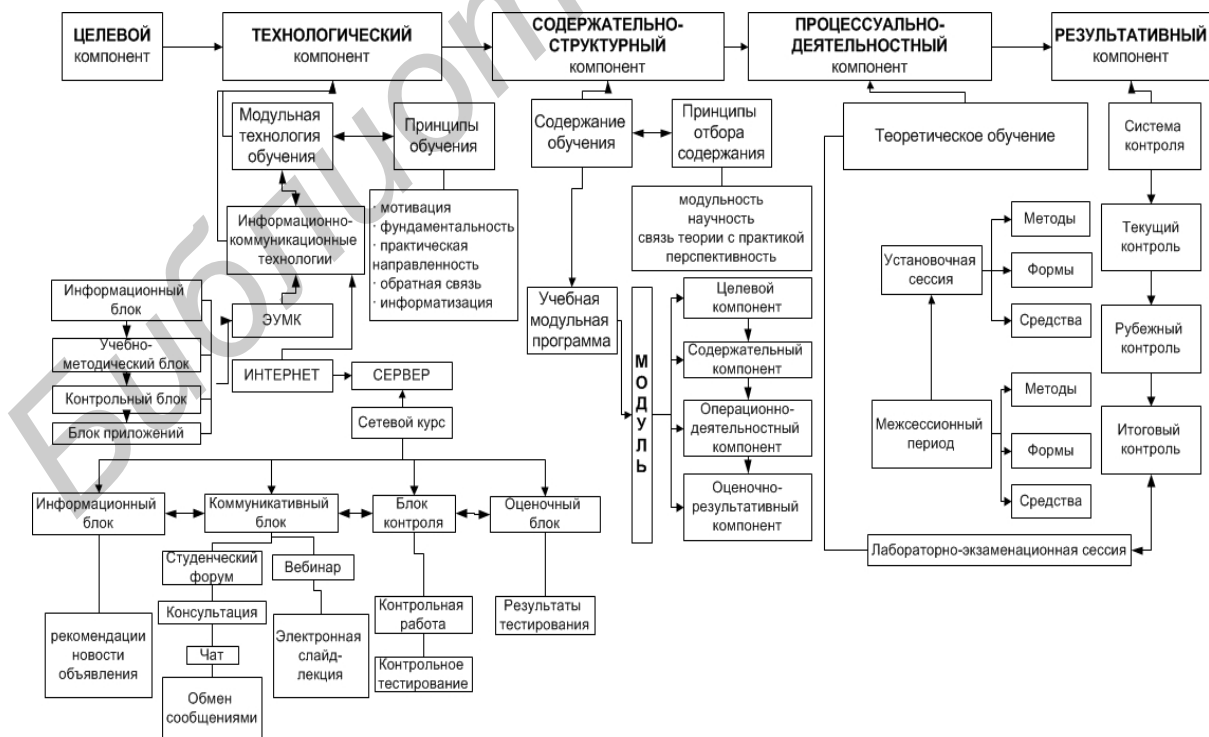 ЦЕЛЕВОЙ
компонент
ТЕХНОЛОГИЧЕСКИЙ
компонент
СОДЕРЖАТЕЛЬНО-
СТРУКТУРНЫЙ
компонент
ПРОЦЕССУАЛЬНО-
ДЕЯТЕЛЬНОСТНЫЙ
компонент
РЕЗУЛЬТАТИВНЫЙ
компонент
Модульная
технология
обучения
Принципы
обучения
· мотивация
· фундаментальность
· практическая
направленность
· обратная связь
· информатизация
Информационно-
коммуникационные
технологии
ЭУМК
Информационный
блок
Учебно-
методический блок
Контрольный блок
Блок приложений
ИНТЕРНЕТ
СЕРВЕР
Сетевой курс
Информационный
блок
Коммуникативный
блок
Блок
контроля
Оценочный
блок
рекомендации
новости
объявления
Студенческий
форум
Консультация
Чат
Обмен
сообщениями
Вебинар
Электронная
слайд-
лекция
Контрольная
работа
Контрольное
тестирование
Результаты
тестирования
Содержание
обучения
Принципы
отбора
содержания
модульность
научность
связь теории с практикой
перспективность
Учебная
модульная
программа
МОДУЛЬ
Целевой
компонент
Содержательный
компонент
Операционно-
деятельностный
компонент
Оценочно-
результативный
компонент
Теоретическое обучение
Установочная
сессия
Методы
Формы
Средства
Межсессионный
период
Методы
Формы
Средства
Лабораторно-экзаменационная сессия
Система
контроля
Текущий
контроль
Рубежный
контроль
Итоговый
контроль
Библиот